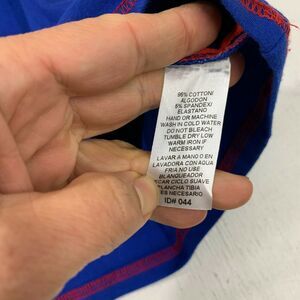 95% COTTON/
ALGODON
5% SPANDEX/
ELASTANO
HAND OR MACHINE
WASH IN COLD WATER
DO NOT BLEACH
TUMBLE DRY LOW
WARM IRON IF
NECESSARY
LAVAR A MANO O EN
LAVADORA CON AGUA
FRIA NO USE
BLANQUEADOR
ECAR CICLO SUAVE
PLANCHA TIBIA
ES NECESARIO
ID# 044